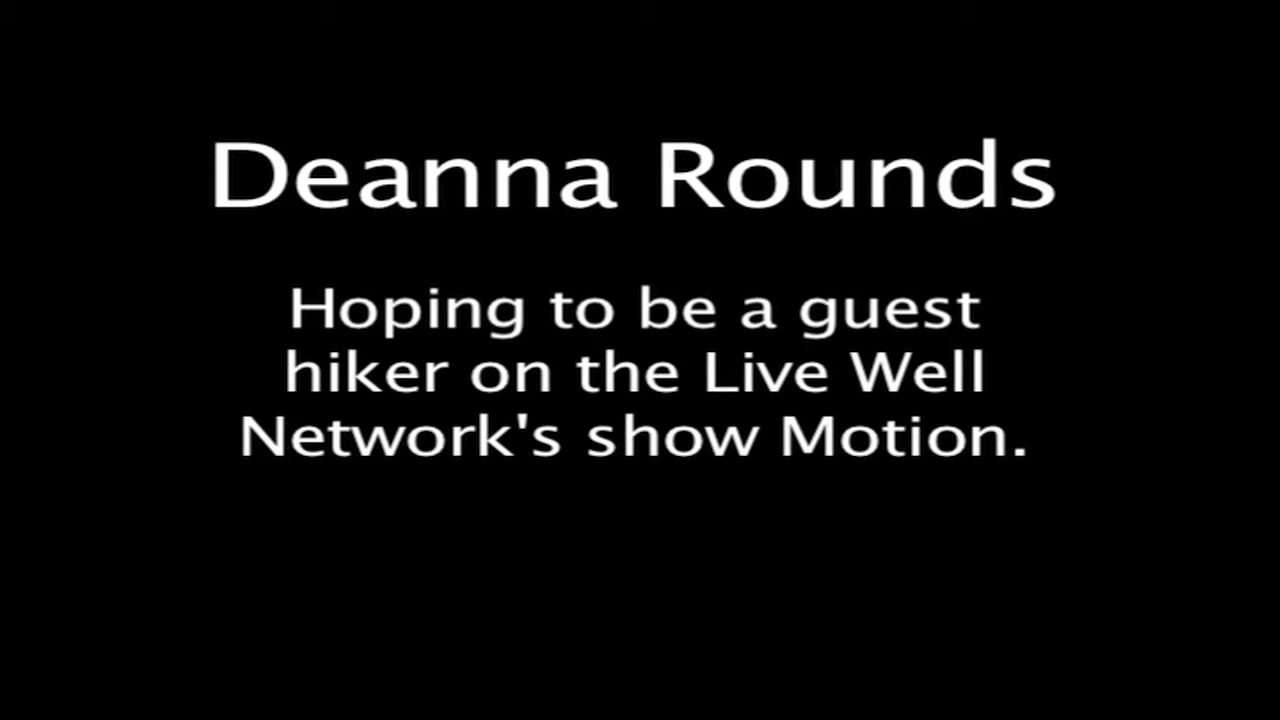 Deanna Rounds
Hoping to be a guest
hiker on the Live Well
Network's show Motion.